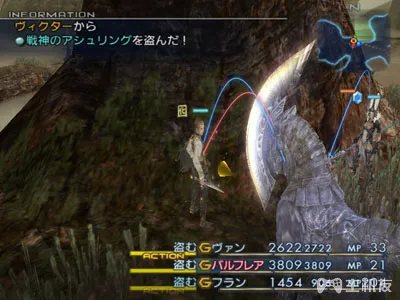 INFORMATION
ヴィクターから
戦神のアシュリングを盗んだ！
N
盗む Gヴァン 2622 2722 MP 33
ACTION
盗む Gバルフレア 3809 3809 MP 21
ACTION
盗む Gフラン 1454 MP